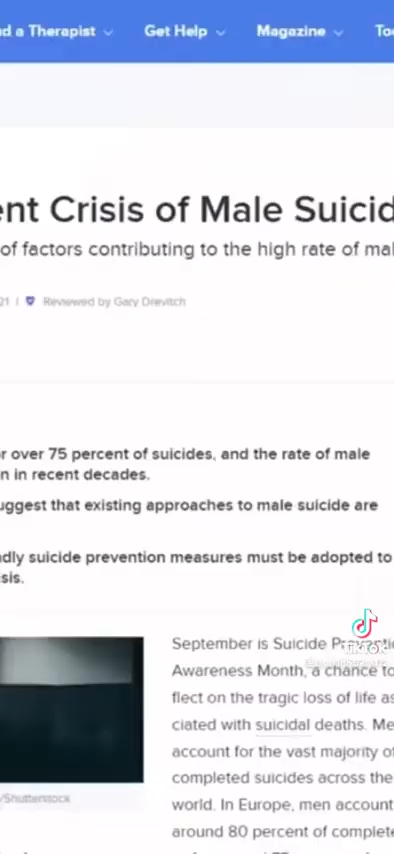 d a Therapist
Get Help
Magazine
To
ent Crisis of Male Suicid
of factors contributing to the high rate of mal
21 | Reviewed by Gary Drevitch
r over 75 percent of suicides, and the rate of male
n in recent decades.
uggest that existing approaches to male suicide are
ndly suicide prevention measures must be adopted to
sis.
September is Suicide Preventi
Awareness Month, a chance to
flect on the tragic loss of life as
ciated with suicidal deaths. Me
account for the vast majority of
completed suicides across the
world. In Europe, men account
around 80 percent of complete
/Shutterstock
TikTok